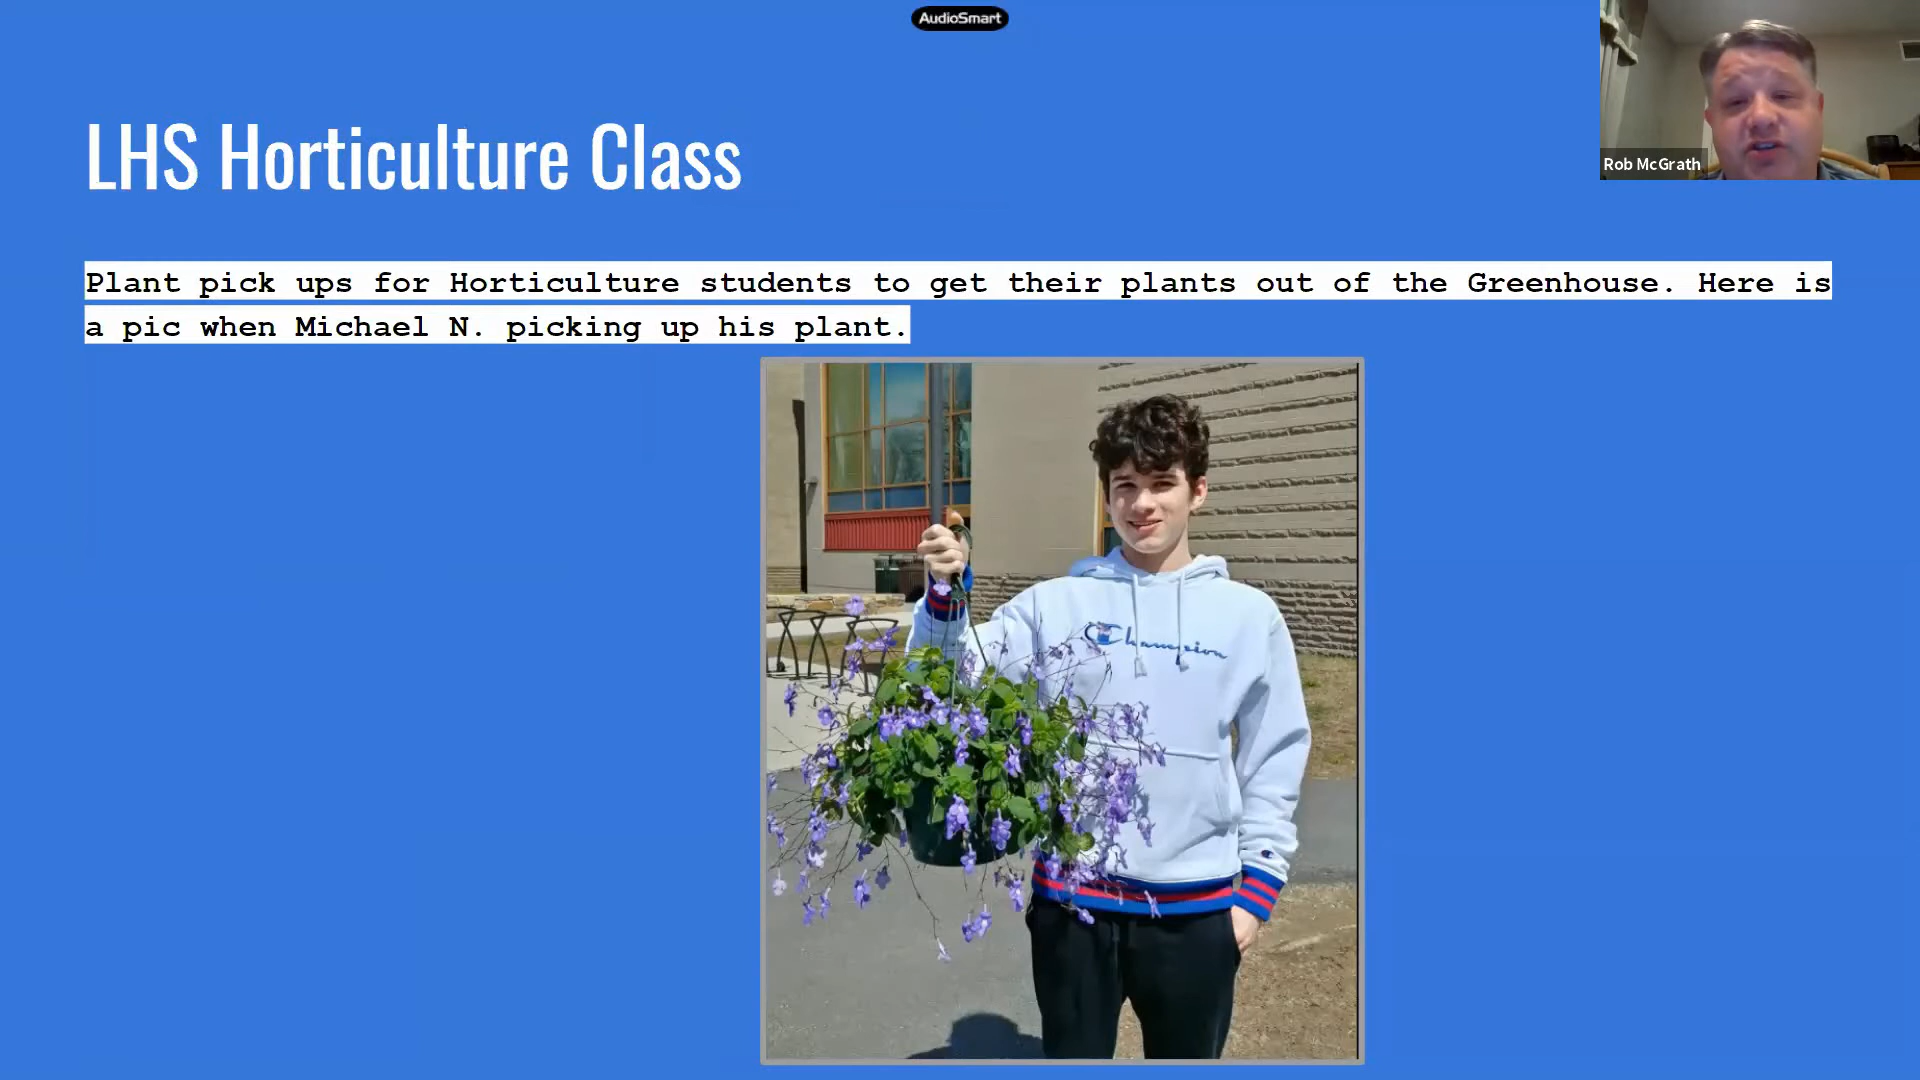 AudioSmart
LHS Horticulture Class
Rob McGrath
Plant pick ups for Horticulture students to get their plants out of the Greenhouse. Here is
a pic when Michael N. picking up his plant.
Champion